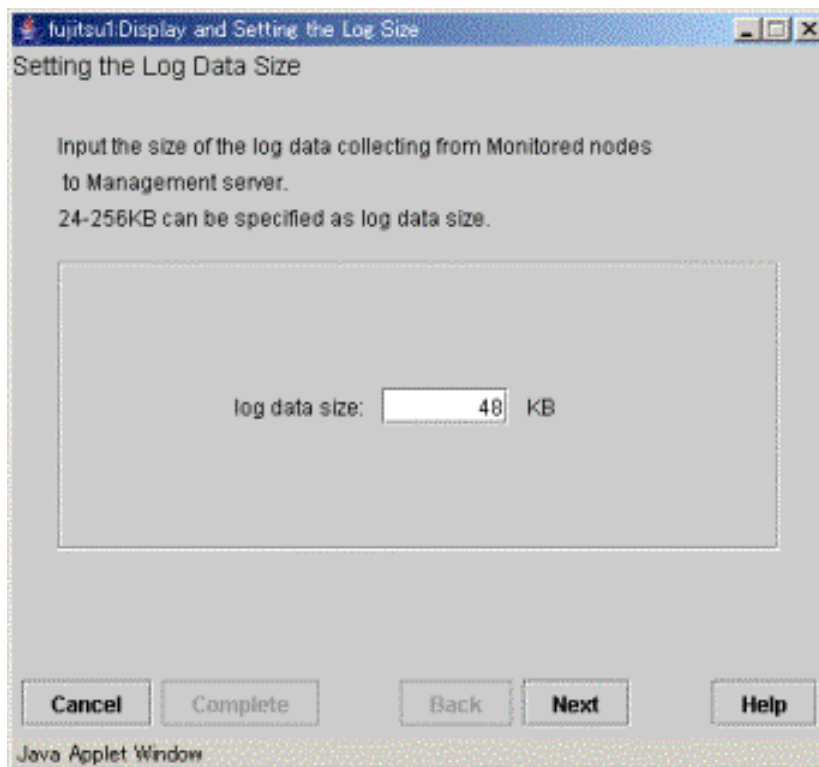 fujitsu1:Display and Setting the Log Size
Setting the Log Data Size
Input the size of the log data collecting from Monitored nodes
to Management server.
24-256KB can be specified as log data size.
log data size: 48 KB
Cancel Complete Back Next Help
Java Applet Window